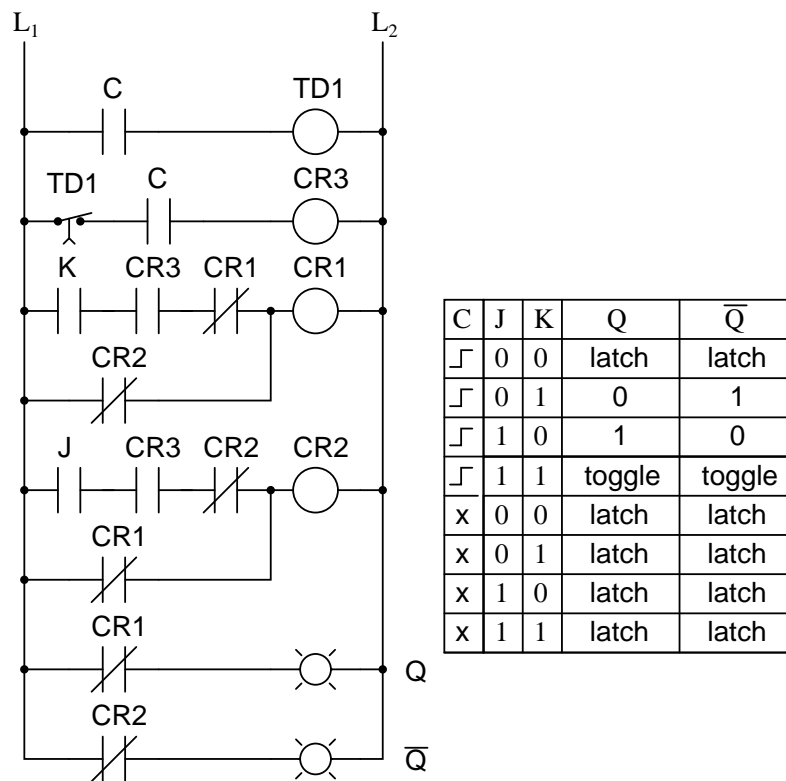 L1 L2
C TD1
TD1 C CR3
K CR3 CR1 CR1
CR2
J CR3 CR2 CR2
CR1
CR1
Q
CR2
Q̅
C J K Q Q̅
0 0 latch latch
0 1 0 1
1 0 1 0
1 1 toggle toggle
x 0 0 latch latch
x 0 1 latch latch
x 1 0 latch latch
x 1 1 latch latch